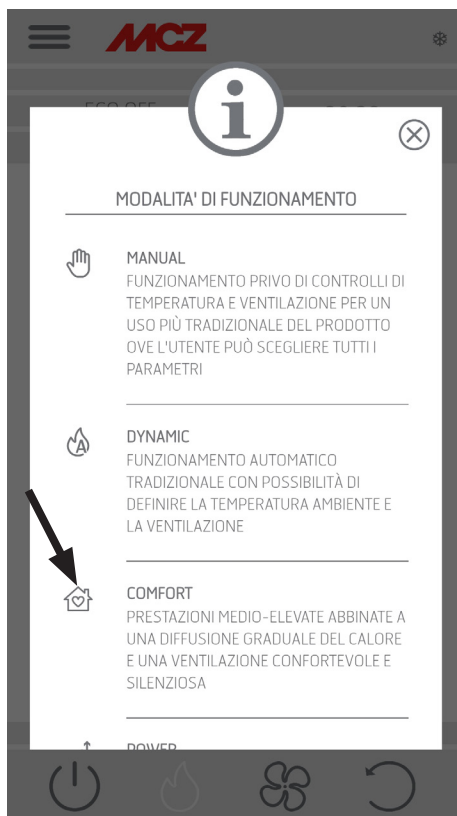 MCZ
MODALITA' DI FUNZIONAMENTO
MANUAL
FUNZIONAMENTO PRIVO DI CONTROLLI DI
TEMPERATURA E VENTILAZIONE PER UN
USO PIÙ TRADIZIONALE DEL PRODOTTO
OVE L'UTENTE PUÒ SCEGLIERE TUTTI I
PARAMETRI
DYNAMIC
FUNZIONAMENTO AUTOMATICO
TRADIZIONALE CON POSSIBILITÀ DI
DEFINIRE LA TEMPERATURA AMBIENTE E
LA VENTILAZIONE
COMFORT
PRESTAZIONI MEDIO-ELEVATE ABBINATE A
UNA DIFFUSIONE GRADUALE DEL CALORE
E UNA VENTILAZIONE CONFORTEVOLE E
SILENZIOSA
POWER